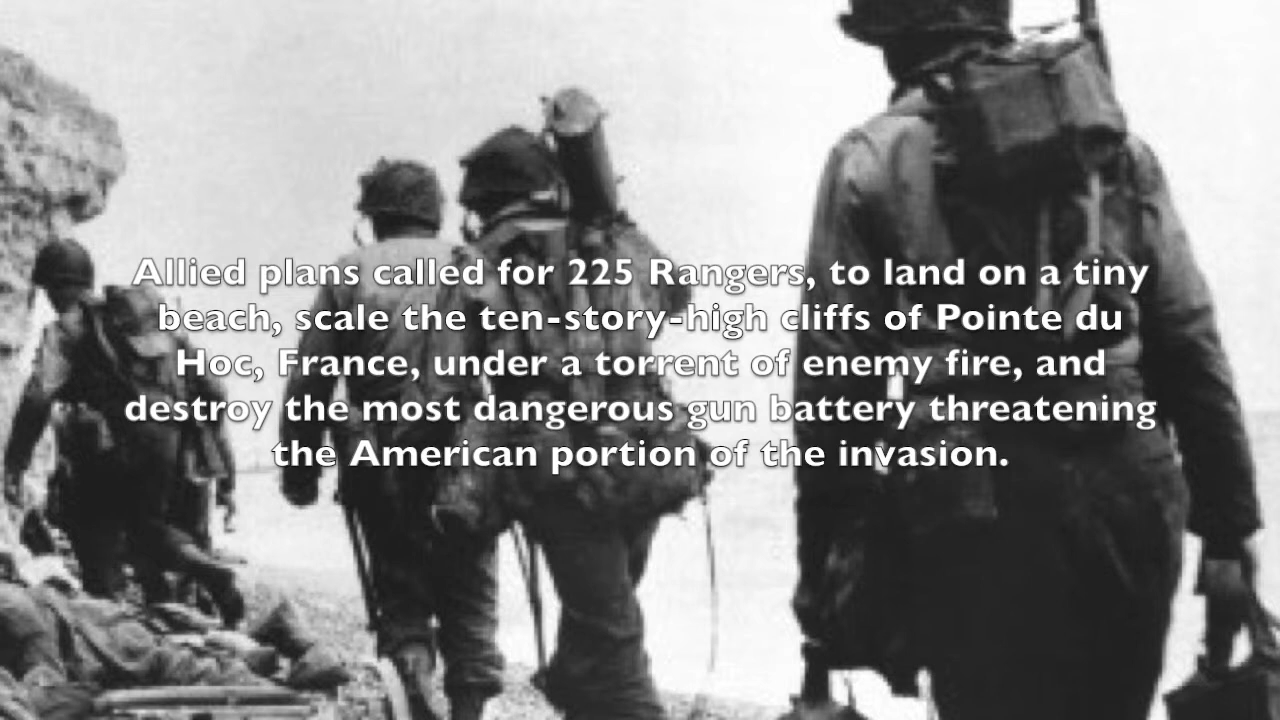 Allied plans called for 225 Rangers, to land on a tiny
beach, scale the ten-story-high cliffs of Pointe du
Hoc, France, under a torrent of enemy fire, and
destroy the most dangerous gun battery threatening
the American portion of the invasion.